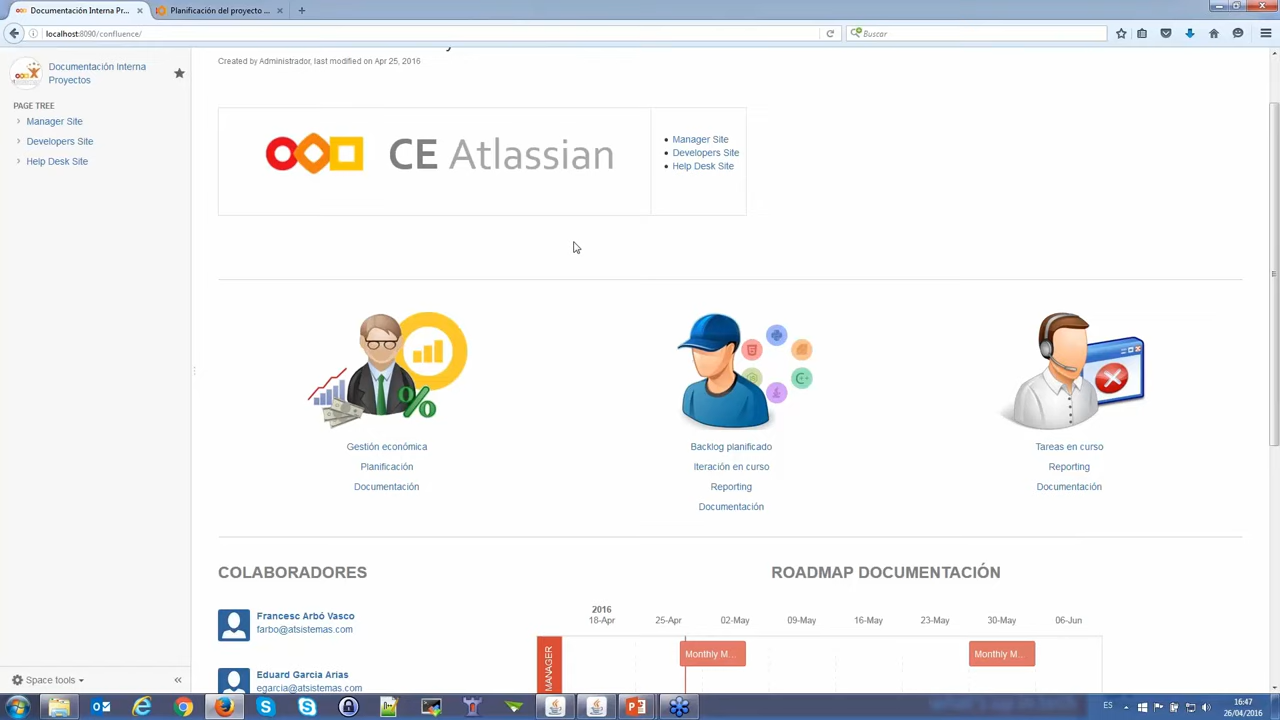 Documentación Interna Pr...
Planificación del proyecto ...
localhost:8090/confluence/
Buscar
Documentación Interna
Proyectos
PAGE TREE
Manager Site
Developers Site
Help Desk Site
Space tools
Created by Administrador, last modified on Apr 25, 2016
CE Atlassian
Manager Site
Developers Site
Help Desk Site
Gestión económica
Planificación
Documentación
Backlog planificado
Iteración en curso
Reporting
Documentación
Tareas en curso
Reporting
Documentación
COLABORADORES
Francesc Arbó Vasco
farbo@atsistemas.com
Eduard Garcia Arias
egarcia@atsistemas.com
ROADMAP DOCUMENTACIÓN
2016
18-Apr 25-Apr 02-May 09-May 16-May 23-May 30-May 06-Jun
MANAGER
Monthly M...
Monthly M...
ES
16:47
26/04/2016